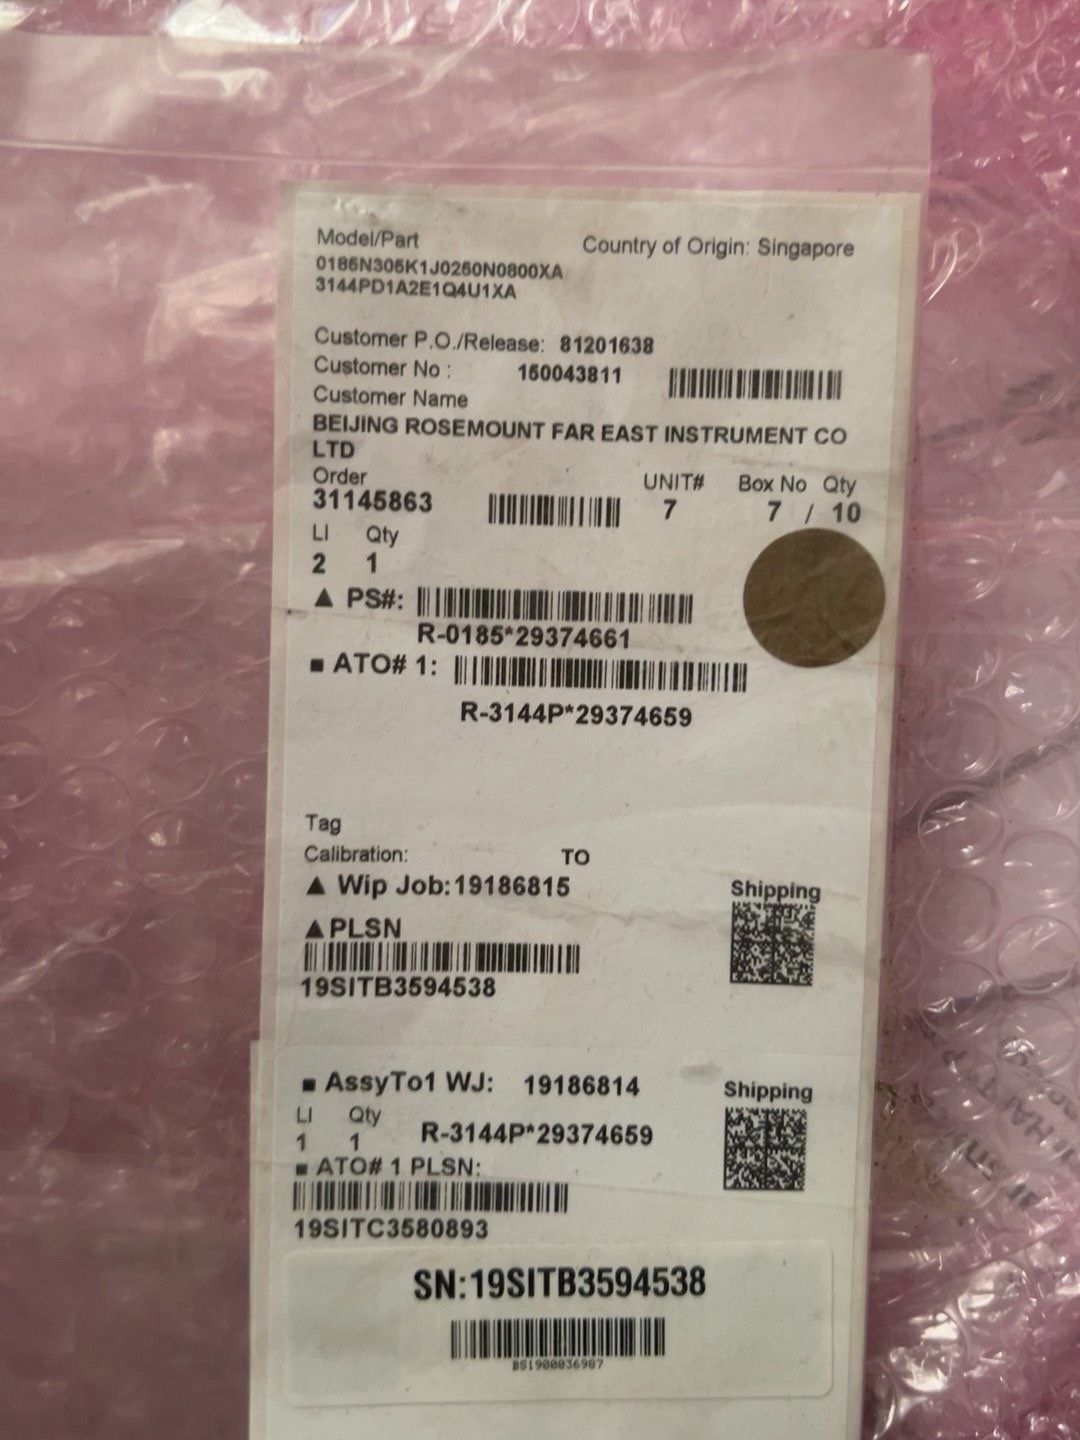 Model/Part
Country of Origin: Singapore
0185N305K1J0250N0800XA
3144PD1A2E1Q4U1XA
Customer P.O./Release: 81201638
Customer No : 150043811
Customer Name
BEIJING ROSEMOUNT FAR EAST INSTRUMENT CO
LTD
Order UNIT# Box No Qty
31145863 7 7 / 10
LI Qty
2 1
▲ PS#:
R-0185*29374661
■ ATO# 1:
R-3144P*29374659
Tag
Calibration: TO
▲ Wip Job:19186815
Shipping
▲PLSN
19SITB3594538
■ AssyTo1 WJ: 19186814
Shipping
LI Qty
1 1 R-3144P*29374659
■ ATO# 1 PLSN:
19SITC3580893
SN:19SITB3594538
BS1900036987